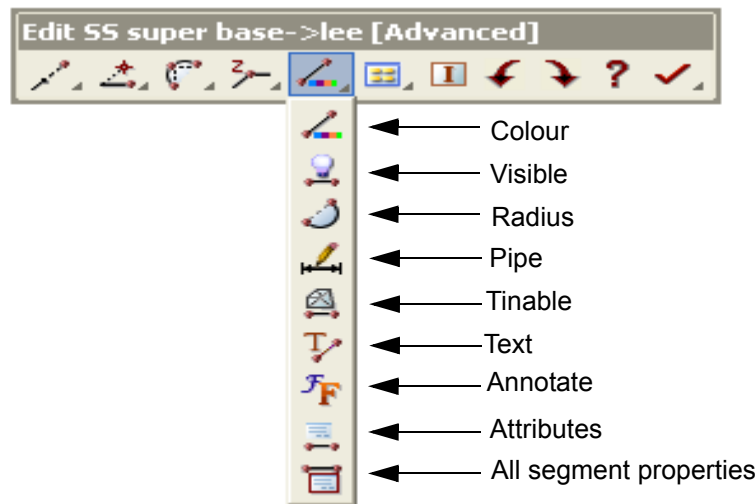 Edit SS super base->lee [Advanced]
Colour
Visible
Radius
Pipe
Tinable
Text
Annotate
Attributes
All segment properties